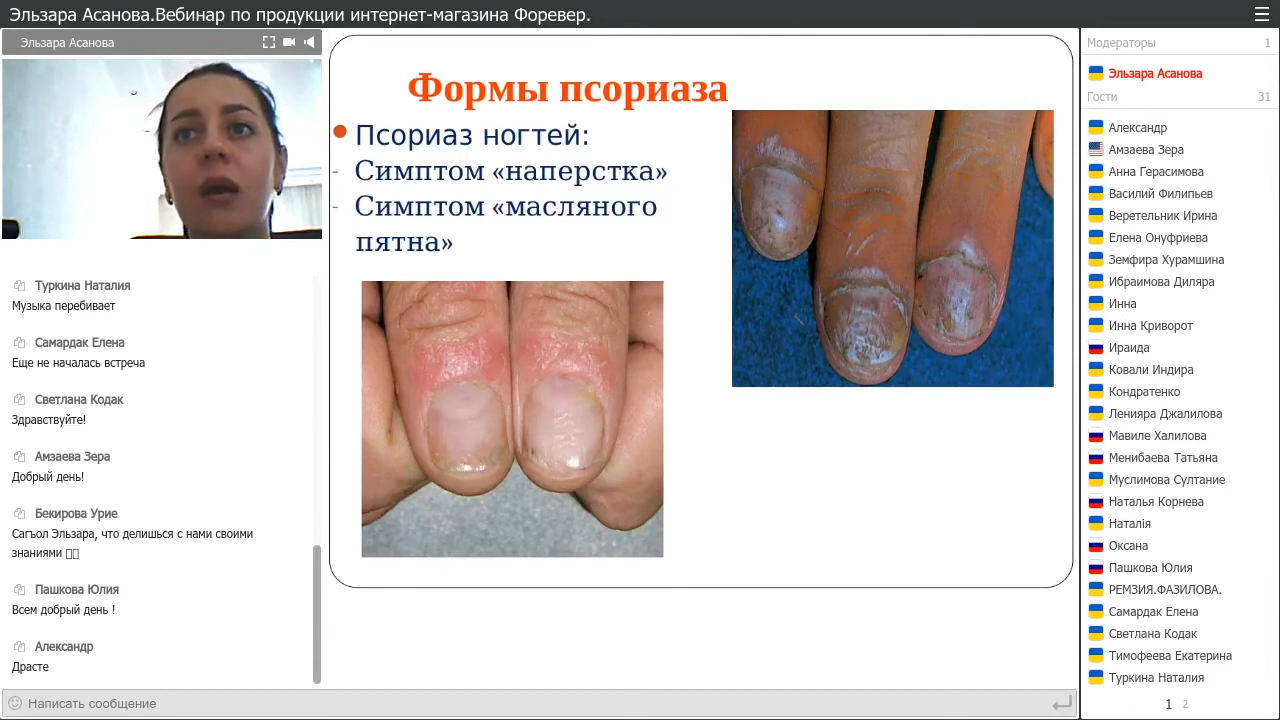 Эльзара Асанова.Вебинар по продукции интернет-магазина Форевер.
Эльзара Асанова
Туркина Наталия
Музыка перебивает
Самардак Елена
Еще не началась встреча
Светлана Кодак
Здравствуйте!
Амзаева Зера
Добрый день!
Бекирова Урие
Сагъол Эльзара, что делишься с нами своими
знаниями
Пашкова Юлия
Всем добрый день !
Александр
Драсте
Написать сообщение
Формы псориаза
Псориаз ногтей:
- Симптом «наперстка»
- Симптом «масляного
пятна»
Модераторы 1
Эльзара Асанова
Гости 31
Александр
Амзаева Зера
Анна Герасимова
Василий Филипьев
Веретельник Ирина
Елена Онуфриева
Земфира Хурамшина
Ибраимова Диляра
Инна
Инна Криворот
Ираида
Ковали Индира
Кондратенко
Ленияра Джалилова
Мавиле Халилова
Менибаева Татьяна
Муслимова Султание
Наталья Корнева
Наталія
Оксана
Пашкова Юлия
РЕМЗИЯ.ФАЗИЛОВА.
Самардак Елена
Светлана Кодак
Тимофеева Екатерина
Туркина Наталия
1 2